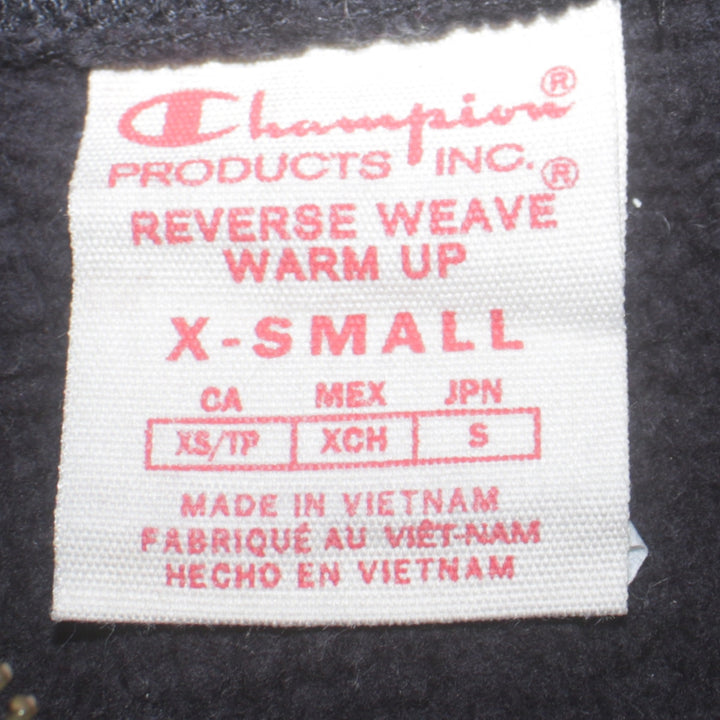 Champion®
PRODUCTS INC.®
REVERSE WEAVE
WARM UP
X-SMALL
CA MEX JPN
XS/TP XCH S
MADE IN VIETNAM
FABRIQUÉ AU VIÊT-NAM
HECHO EN VIETNAM